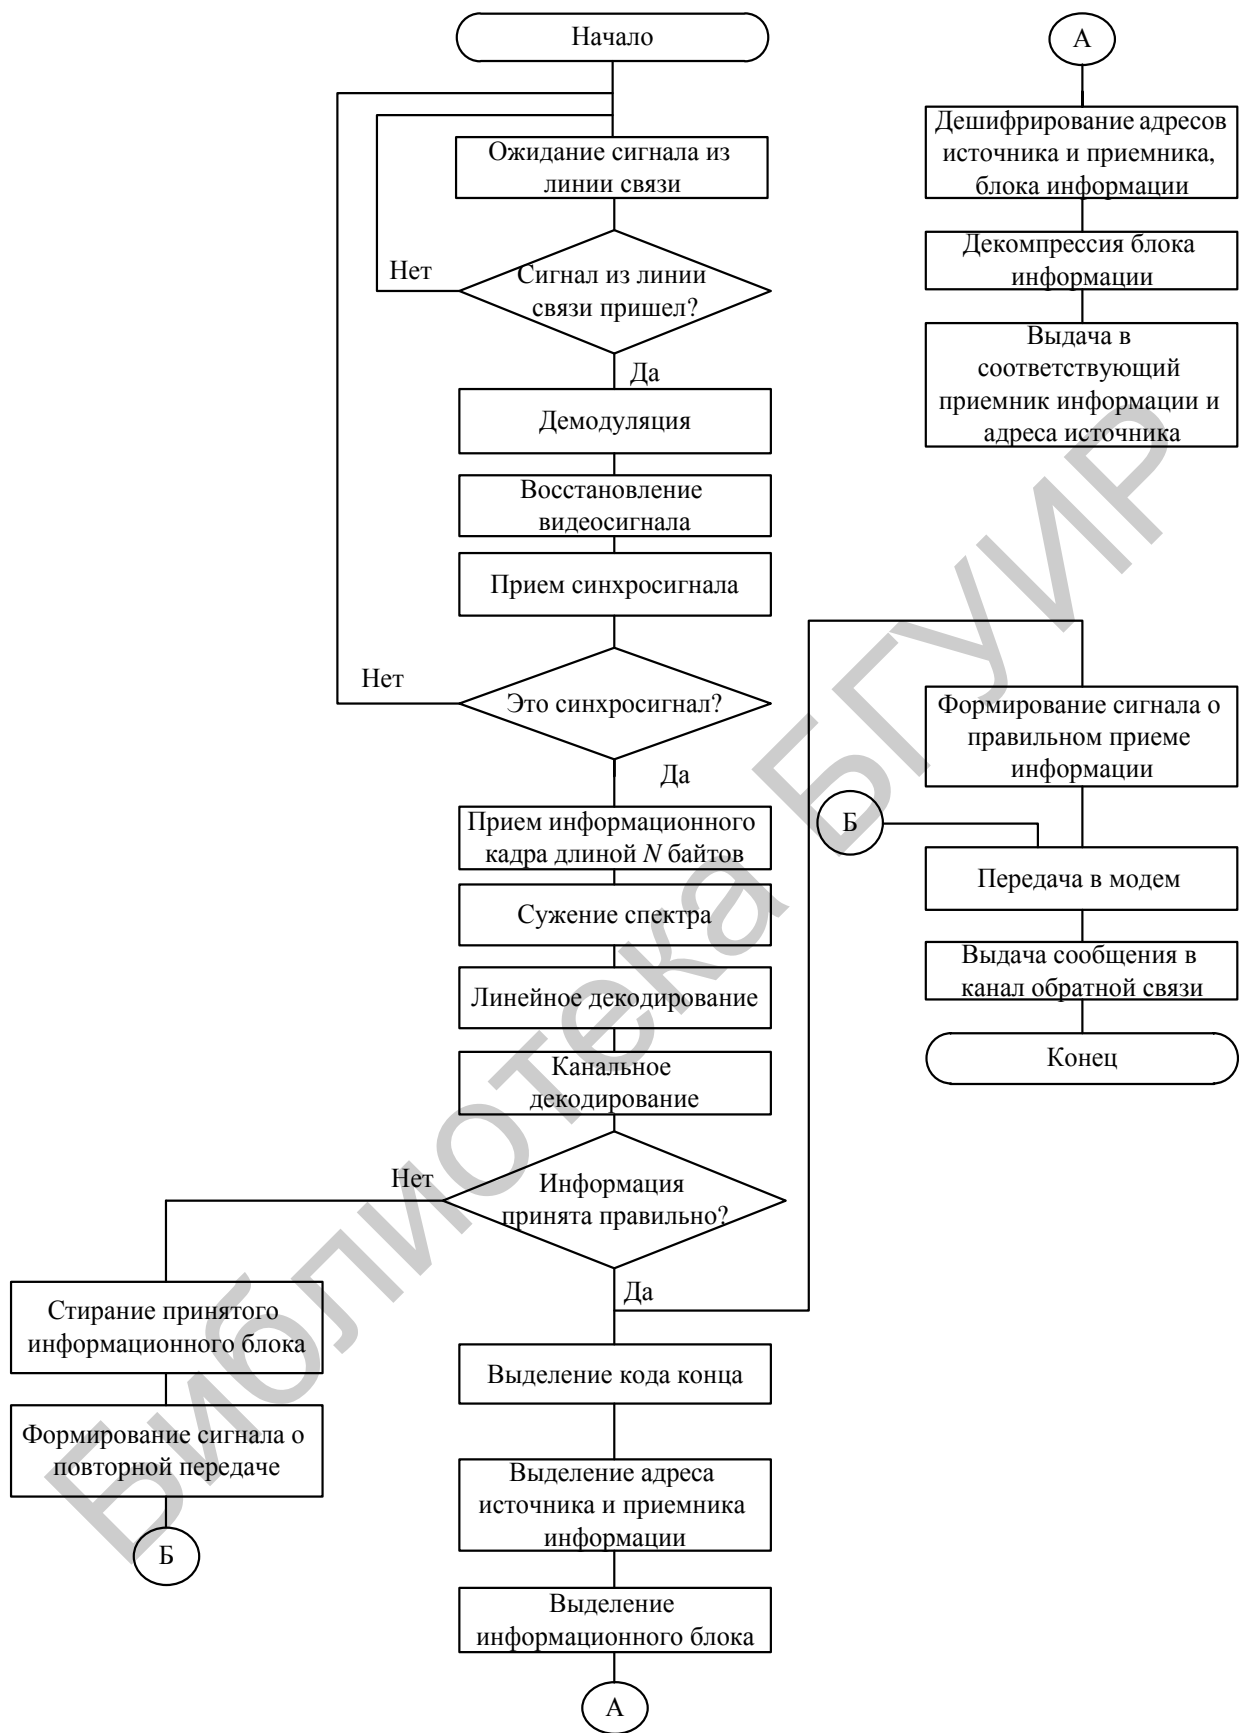 Начало
Ожидание сигнала из
линии связи
Нет
Сигнал из линии
связи пришел?
Да
Демодуляция
Восстановление
видеосигнала
Прием синхросигнала
Нет
Это синхросигнал?
Да
Прием информационного
кадра длиной N байтов
Сужение спектра
Линейное декодирование
Канальное
декодирование
Нет
Информация
принята правильно?
Да
Стирание принятого
информационного блока
Формирование сигнала о
повторной передаче
Б
Выделение кода конца
Выделение адреса
источника и приемника
информации
Выделение
информационного блока
А
А
Дешифрирование адресов
источника и приемника,
блока информации
Декомпрессия блока
информации
Выдача в
соответствующий
приемник информации и
адреса источника
Формирование сигнала о
правильном приеме
информации
Б
Передача в модем
Выдача сообщения в
канал обратной связи
Конец
Библиотека БГУИР